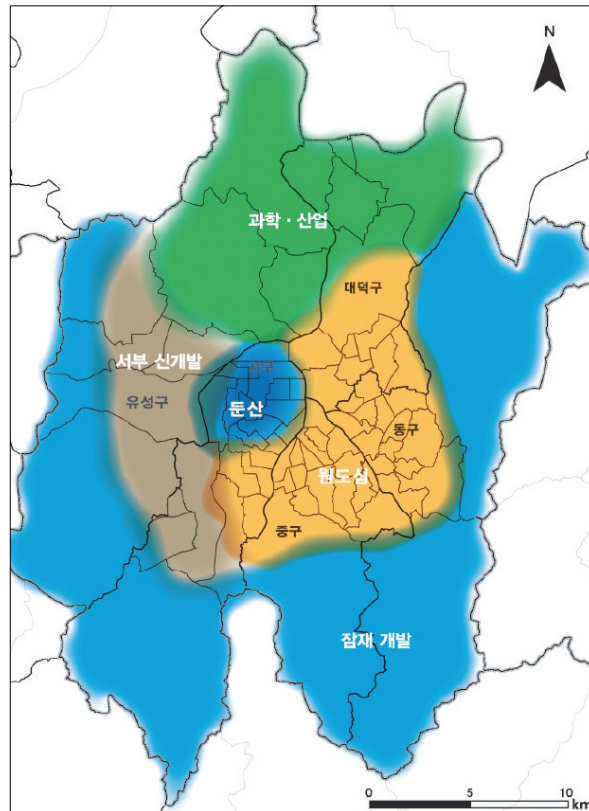 N
과학 · 산업
대덕구
서부 신개발
서구
유성구
둔산
동구
원도심
중구
잠재 개발
0 5 10
km